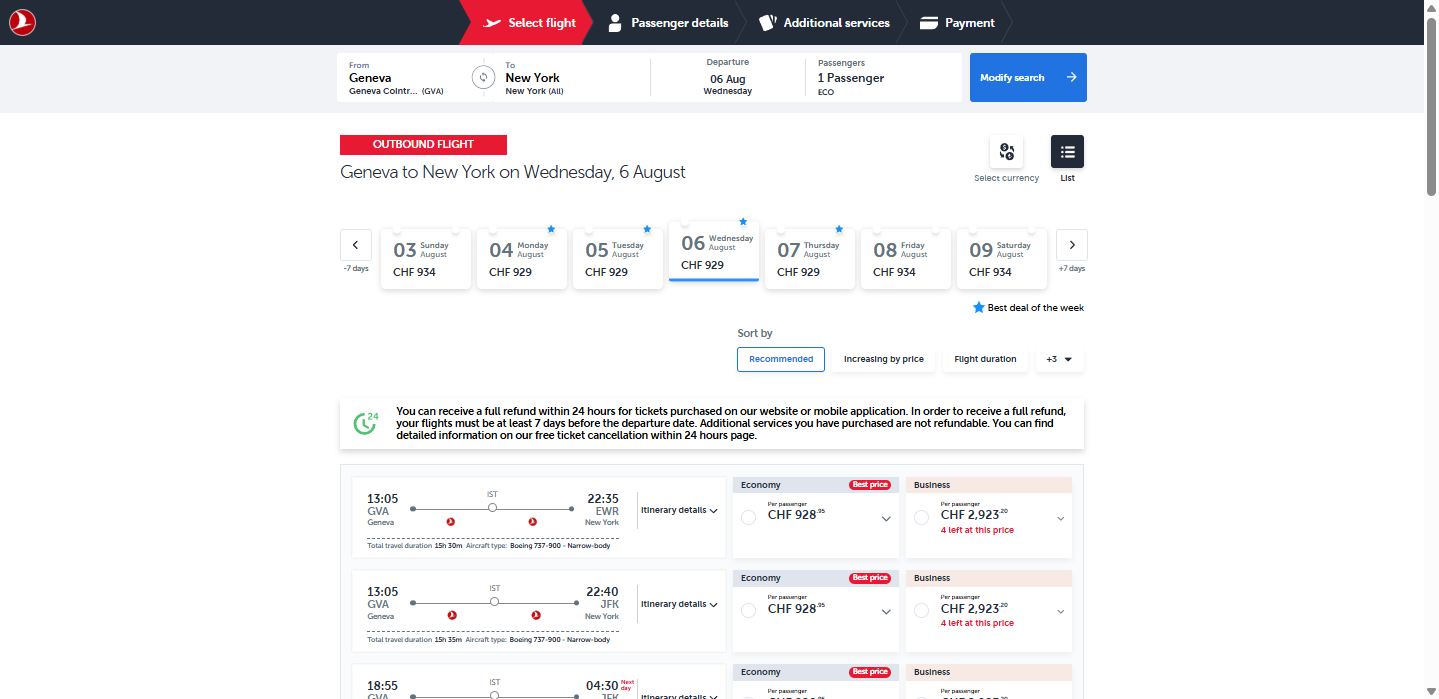 Select flight
Passenger details
Additional services
Payment
From
Geneva
Geneva Cointr... (GVA)
To
New York
New York (All)
Departure
06 Aug
Wednesday
Passengers
1 Passenger
ECO
Modify search
OUTBOUND FLIGHT
Geneva to New York on Wednesday, 6 August
Select currency
List
-7 days
03 Sunday August
CHF 934
04 Monday August
CHF 929
05 Tuesday August
CHF 929
06 Wednesday August
CHF 929
07 Thursday August
CHF 929
08 Friday August
CHF 934
09 Saturday August
CHF 934
+7 days
Best deal of the week
Sort by
Recommended
Increasing by price
Flight duration
+3
24
You can receive a full refund within 24 hours for tickets purchased on our website or mobile application. In order to receive a full refund,
your flights must be at least 7 days before the departure date. Additional services you have purchased are not refundable. You can find
detailed information on our free ticket cancellation within 24 hours page.
13:05
GVA
Geneva
IST
22:35
EWR
New York
Itinerary details
Total travel duration 15h 30m Aircraft type: Boeing 737-900 - Narrow-body
Economy
Best price
Per passenger
CHF 928.95
Business
Per passenger
CHF 2,923.20
4 left at this price
13:05
GVA
Geneva
IST
22:40
JFK
New York
Itinerary details
Total travel duration 15h 35m Aircraft type: Boeing 737-900 - Narrow-body
Economy
Best price
Per passenger
CHF 928.95
Business
Per passenger
CHF 2,923.20
4 left at this price
18:55
GVA
IST
04:30 Next day
JFK
Itinerary details
Economy
Best price
Per passenger
Business
Per passenger